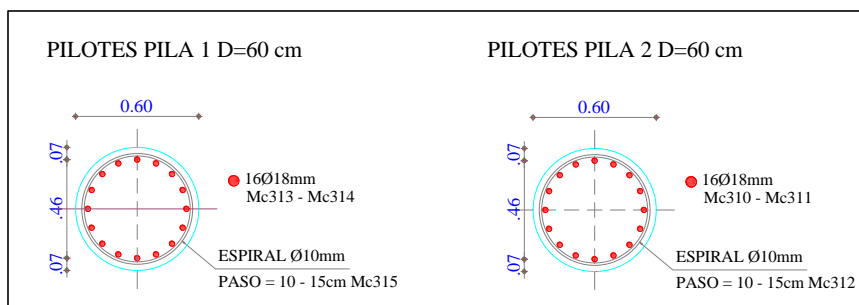 PILOTES PILA 1 D=60 cm
0.60
.07
.46
.07
16Ø18mm
Mc313 - Mc314
ESPIRAL Ø10mm
PASO = 10 - 15cm Mc315
PILOTES PILA 2 D=60 cm
0.60
.07
.46
.07
16Ø18mm
Mc310 - Mc311
ESPIRAL Ø10mm
PASO = 10 - 15cm Mc312